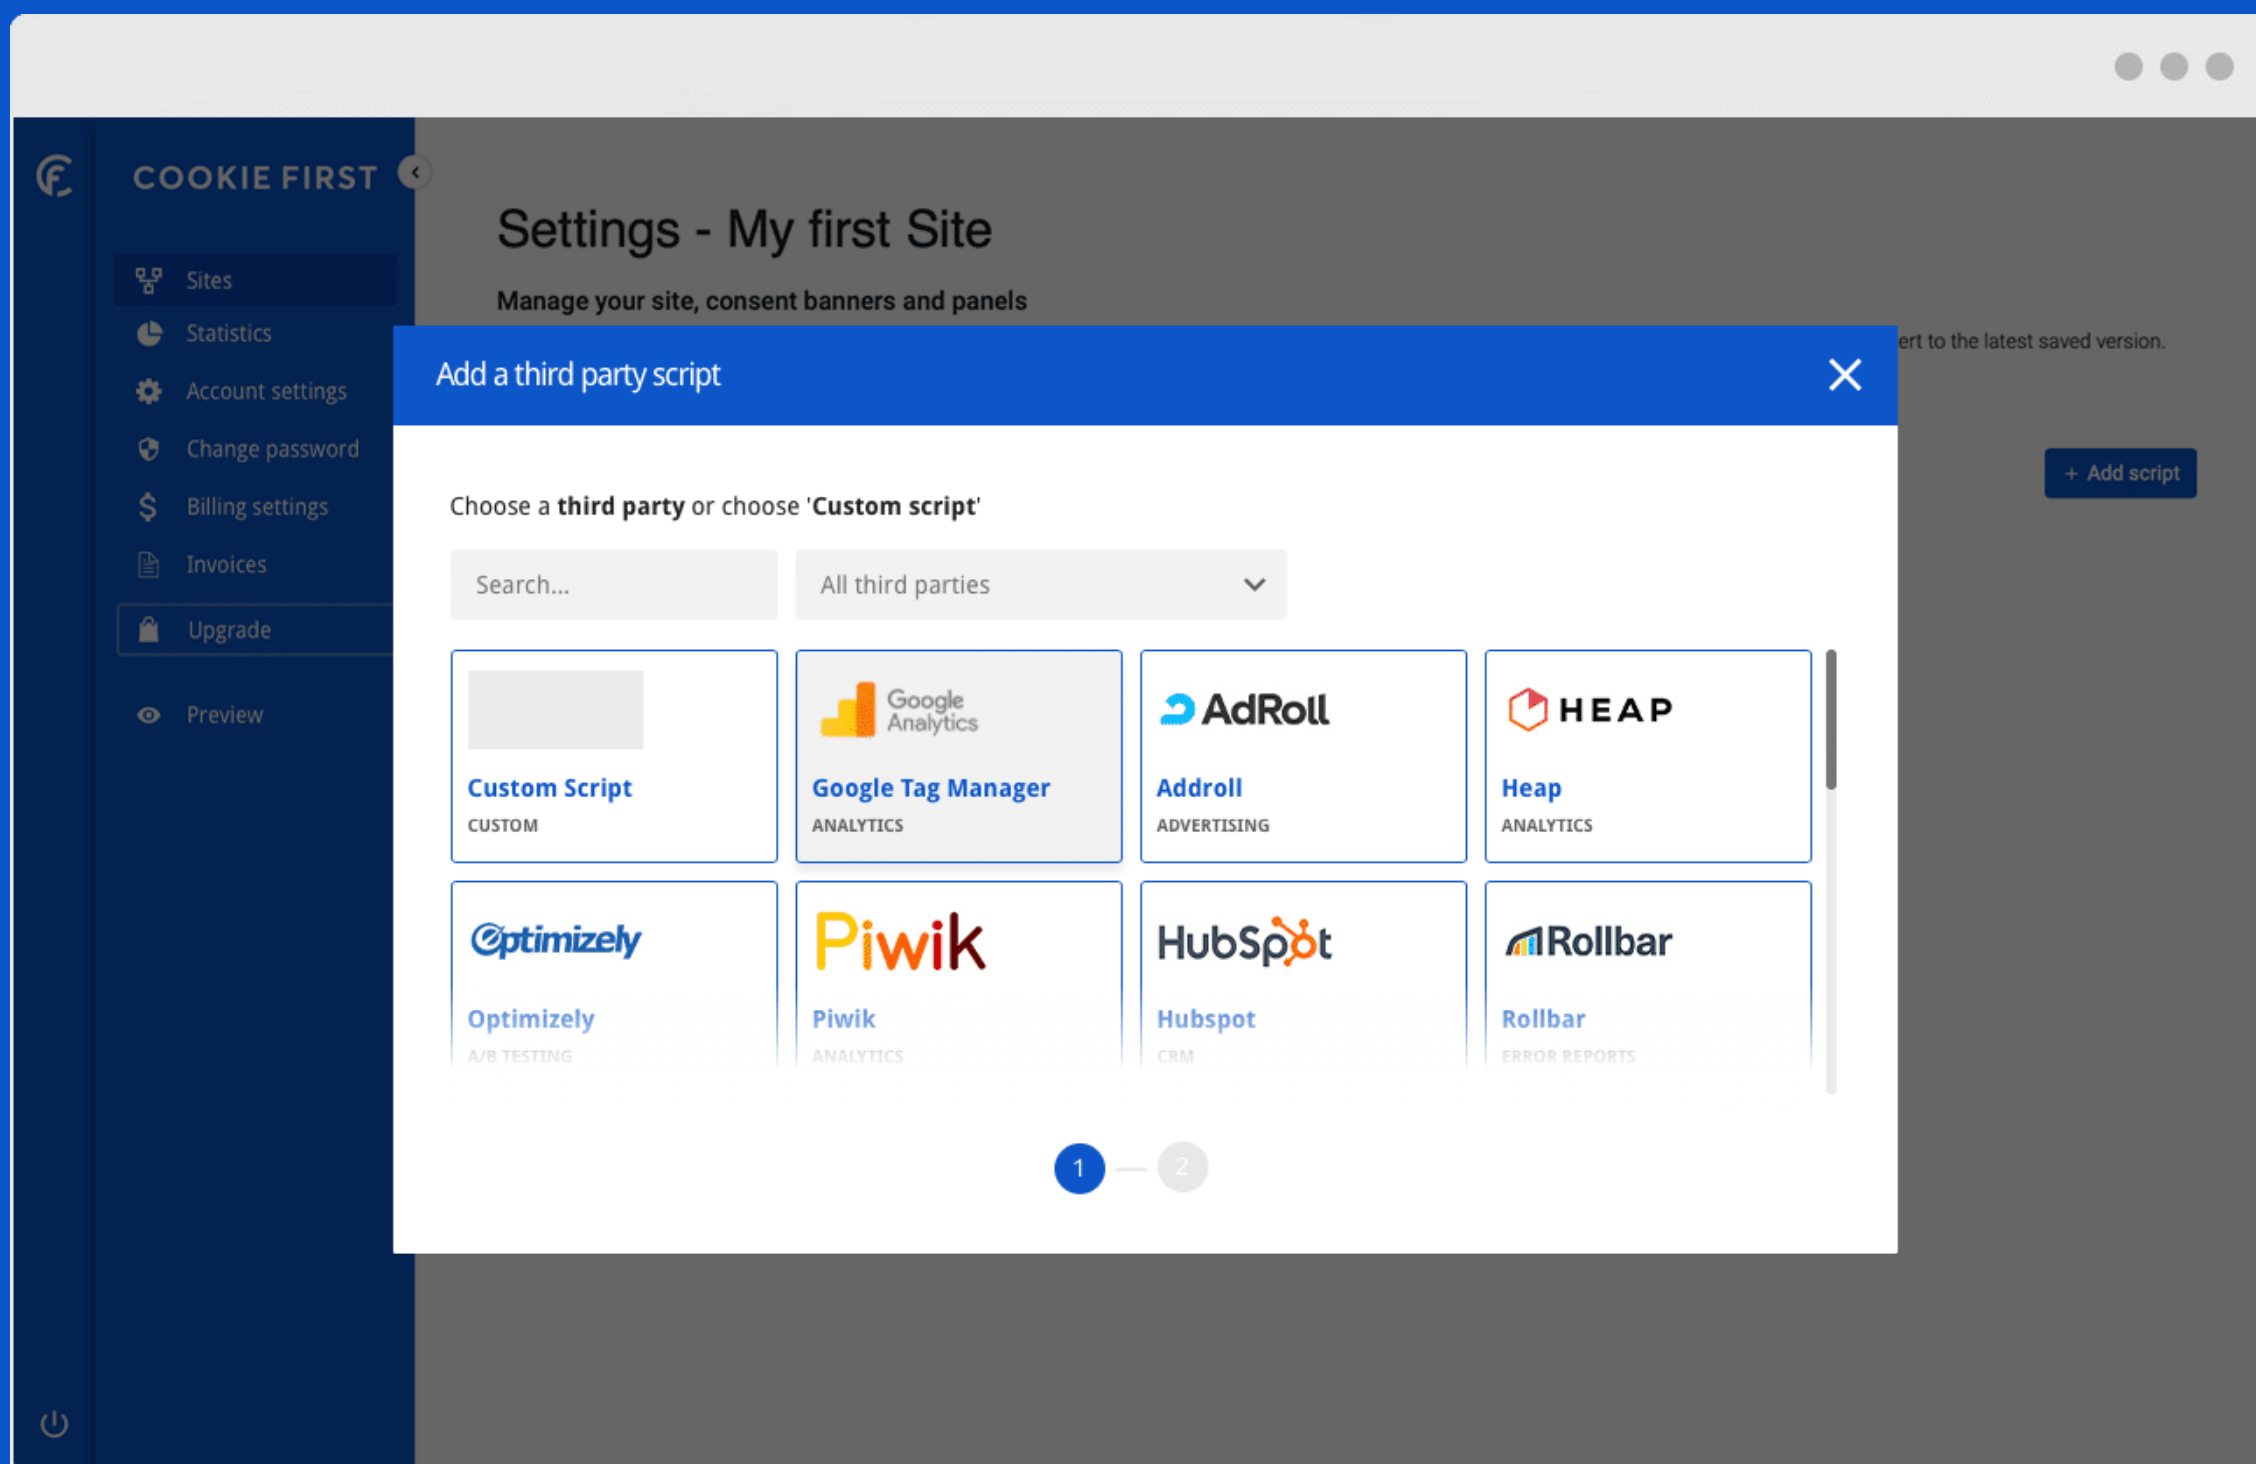 COOKIE FIRST
Sites
Statistics
Account settings
Change password
Billing settings
Invoices
Upgrade
Preview
Settings - My first Site
Manage your site, consent banners and panels
ert to the latest saved version.
+ Add script
Add a third party script
Choose a third party or choose 'Custom script'
Search...
All third parties
Custom Script
CUSTOM
Google
Analytics
Google Tag Manager
ANALYTICS
AdRoll
Addroll
ADVERTISING
HEAP
Heap
ANALYTICS
Optimizely
Optimizely
A/B TESTING
Piwik
Piwik
ANALYTICS
HubSpot
Hubspot
CRM
Rollbar
Rollbar
ERROR REPORTS
1
2